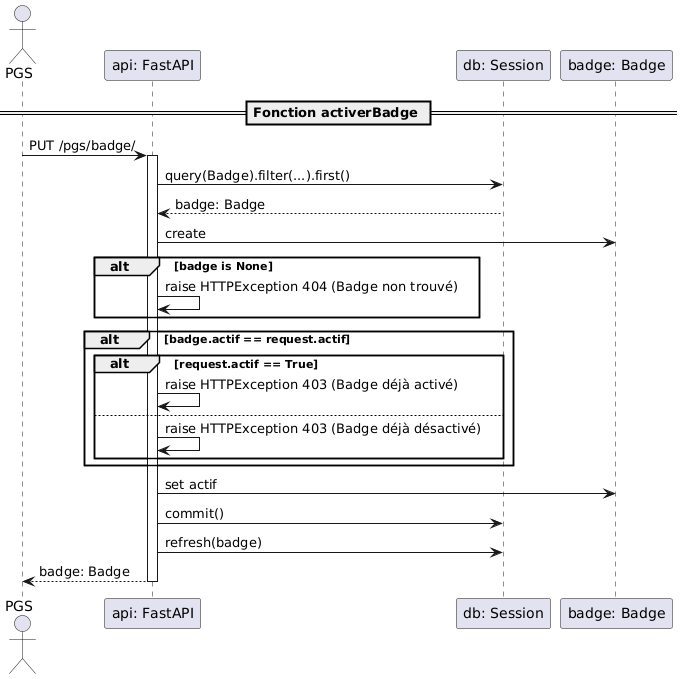 PGS
api: FastAPI
db: Session
badge: Badge
Fonction activerBadge
PUT /pgs/badge/
query(Badge).filter(...).first()
badge: Badge
create
alt [badge is None]
raise HTTPException 404 (Badge non trouvé)
alt [badge.actif == request.actif]
alt [request.actif == True]
raise HTTPException 403 (Badge déjà activé)
raise HTTPException 403 (Badge déjà désactivé)
set actif
commit()
refresh(badge)
badge: Badge
PGS
api: FastAPI
db: Session
badge: Badge